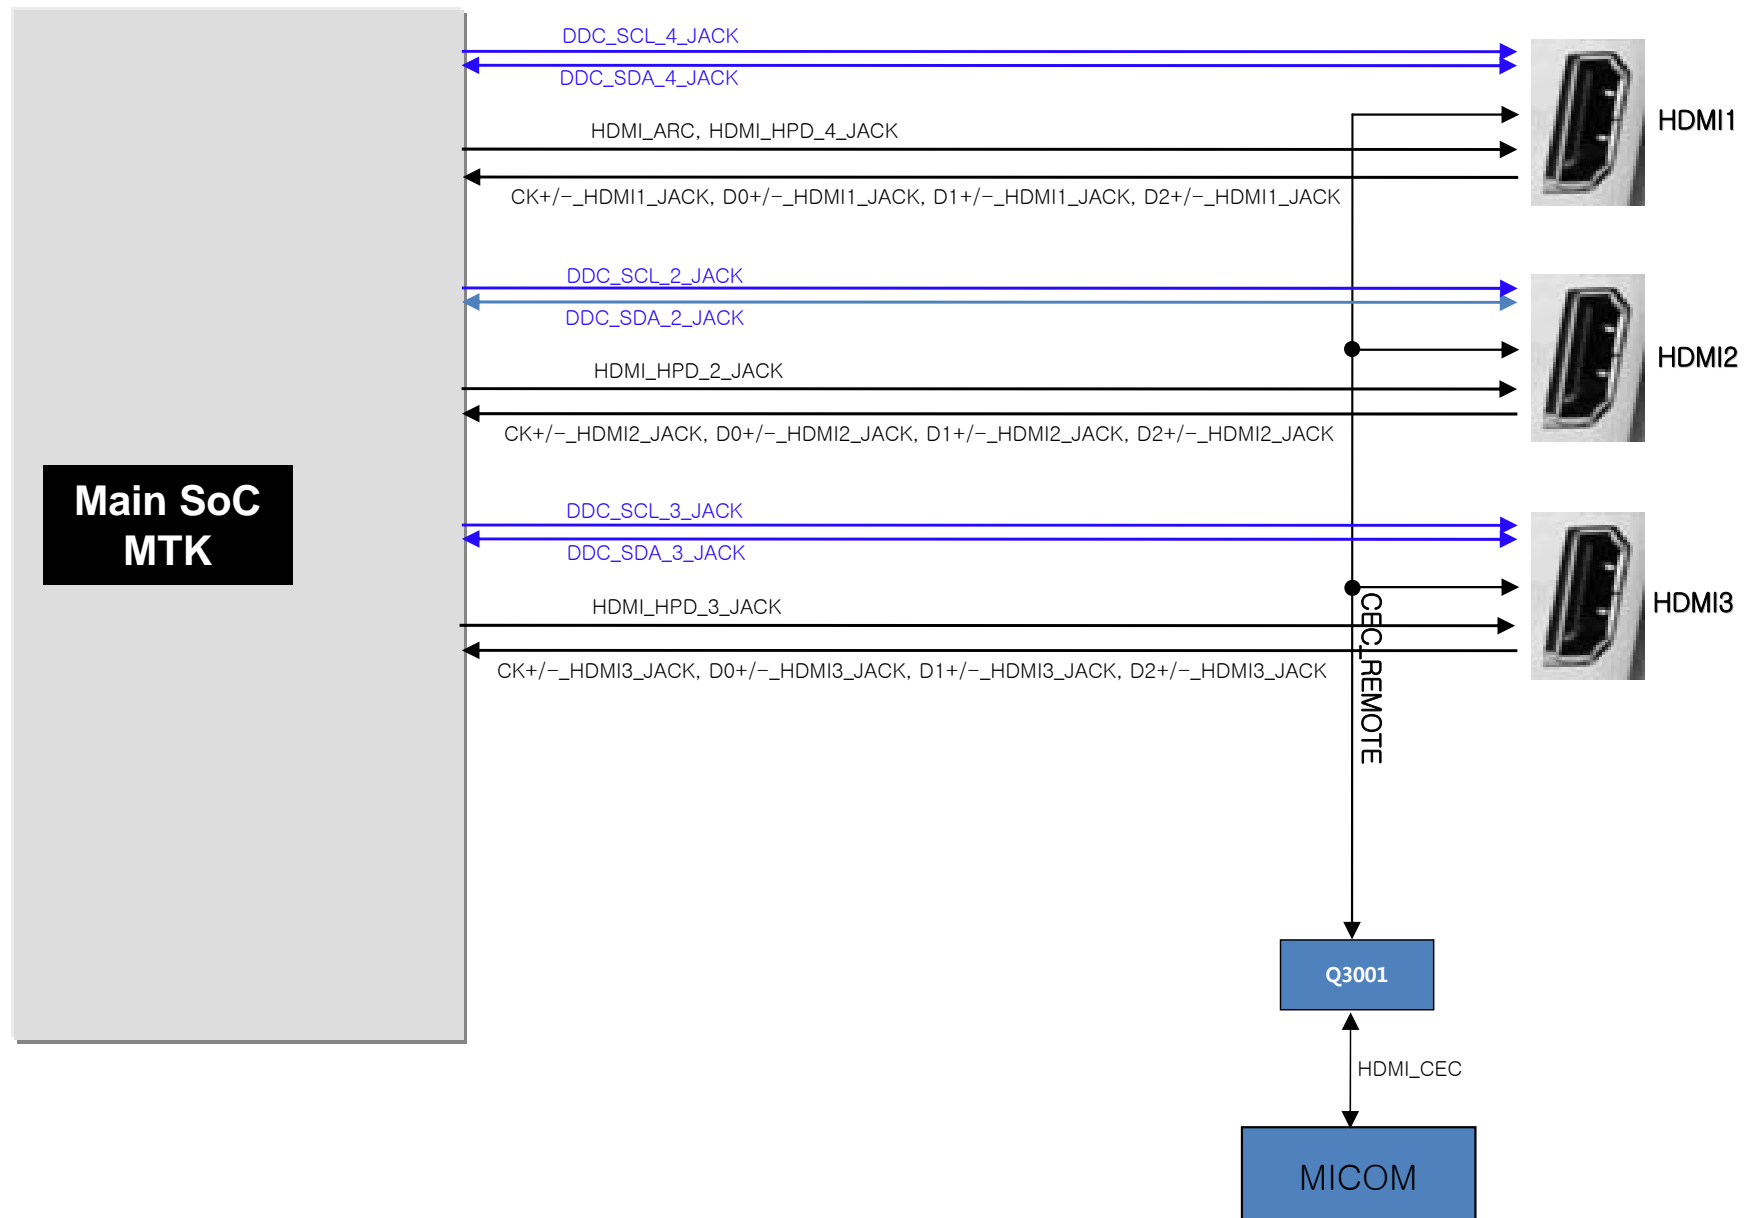 DDC_SCL_4_JACK
DDC_SDA_4_JACK
HDMI_ARC, HDMI_HPD_4_JACK
HDMI1
CK+/-_HDMI1_JACK, D0+/-_HDMI1_JACK, D1+/-_HDMI1_JACK, D2+/-_HDMI1_JACK
DDC_SCL_2_JACK
DDC_SDA_2_JACK
HDMI2
HDMI_HPD_2_JACK
CK+/-_HDMI2_JACK, D0+/-_HDMI2_JACK, D1+/-_HDMI2_JACK, D2+/-_HDMI2_JACK
Main SoC
MTK
DDC_SCL_3_JACK
DDC_SDA_3_JACK
HDMI_HPD_3_JACK
HDMI3
CK+/-_HDMI3_JACK, D0+/-_HDMI3_JACK, D1+/-_HDMI3_JACK, D2+/-_HDMI3_JACK
CEC_REMOTE
Q3001
HDMI_CEC
MICOM